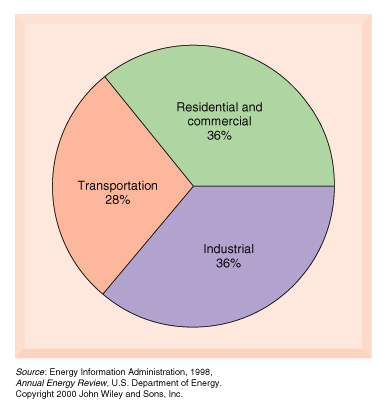 Residential and
commercial
36%
Transportation
28%
Industrial
36%
Source: Energy Information Administration, 1998,
Annual Energy Review, U.S. Department of Energy.
Copyright 2000 John Wiley and Sons, Inc.